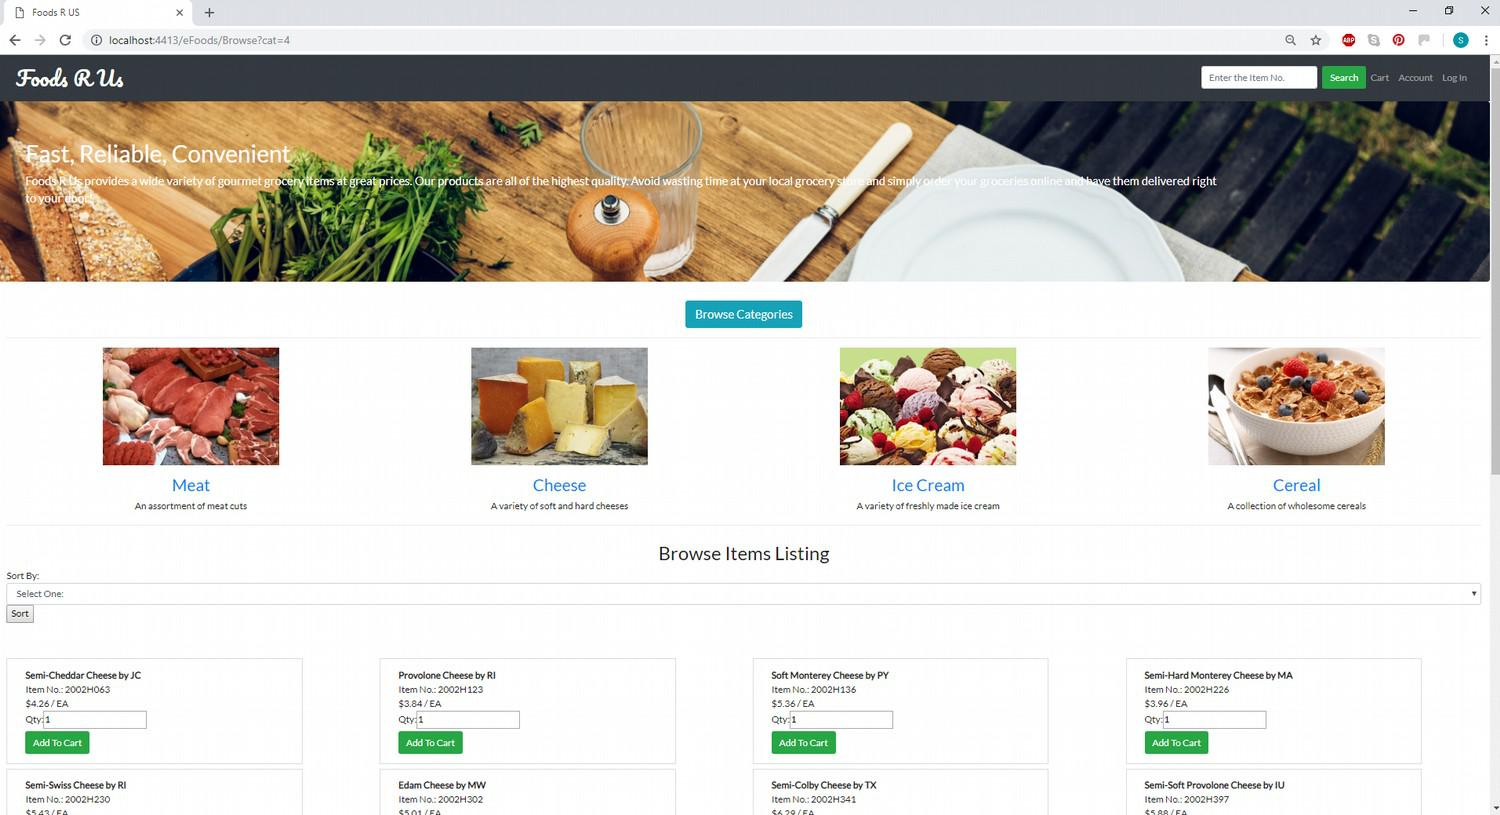 Foods R US
localhost:4413/eFoods/Browse?cat=4
ABP
S
Foods R Us
Enter the Item No.
Search
Cart
Account
Log In
Fast, Reliable, Convenient
Foods R Us provides a wide variety of gourmet grocery items at great prices. Our products are all of the highest quality. Avoid wasting time at your local grocery store and simply order your groceries online and have them delivered right
to your door!
Browse Categories
Meat
An assortment of meat cuts
Cheese
A variety of soft and hard cheeses
Ice Cream
A variety of freshly made ice cream
Cereal
A collection of wholesome cereals
Browse Items Listing
Sort By:
Select One:
Sort
Semi-Cheddar Cheese by JC
Item No.: 2002H063
$4.26 / EA
Qty: 1
Add To Cart
Provolone Cheese by RI
Item No.: 2002H123
$3.84 / EA
Qty: 1
Add To Cart
Soft Monterey Cheese by PY
Item No.: 2002H136
$5.36 / EA
Qty: 1
Add To Cart
Semi-Hard Monterey Cheese by MA
Item No.: 2002H226
$3.96 / EA
Qty: 1
Add To Cart
Semi-Swiss Cheese by RI
Item No.: 2002H230
$5.43 / EA
Edam Cheese by MW
Item No.: 2002H302
$5.01 / EA
Semi-Colby Cheese by TX
Item No.: 2002H341
$6.29 / EA
Semi-Soft Provolone Cheese by IU
Item No.: 2002H397
$5.88 / EA